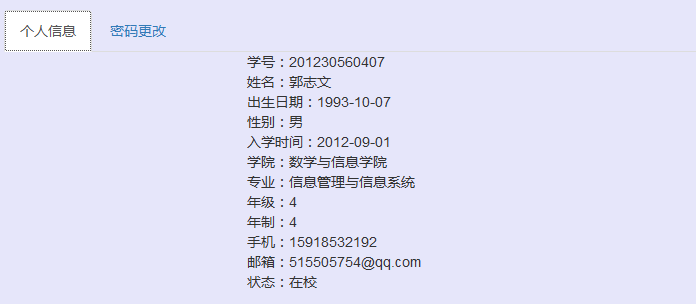 个人信息 密码更改
学号：201230560407
姓名：郭志文
出生日期：1993-10-07
性别：男
入学时间：2012-09-01
学院：数学与信息学院
专业：信息管理与信息系统
年级：4
年制：4
手机：15918532192
邮箱：515505754@qq.com
状态：在校